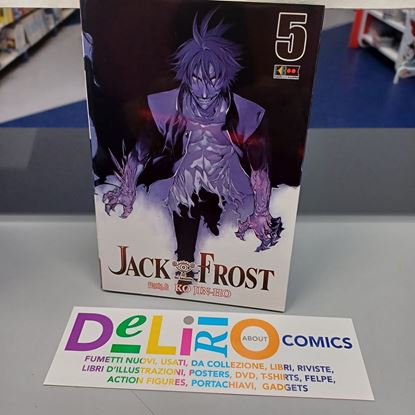 5
JACK FROST
KO JIN-HO
DeLiRiO ABOUT COMICS
FUMETTI NUOVI, USATI, DA COLLEZIONE, LIBRI, RIVISTE,
LIBRI D'ILLUSTRAZIONI, POSTERS, DVD, T-SHIRTS, FELPE,
ACTION FIGURES, PORTACHIAVI, GADGETS